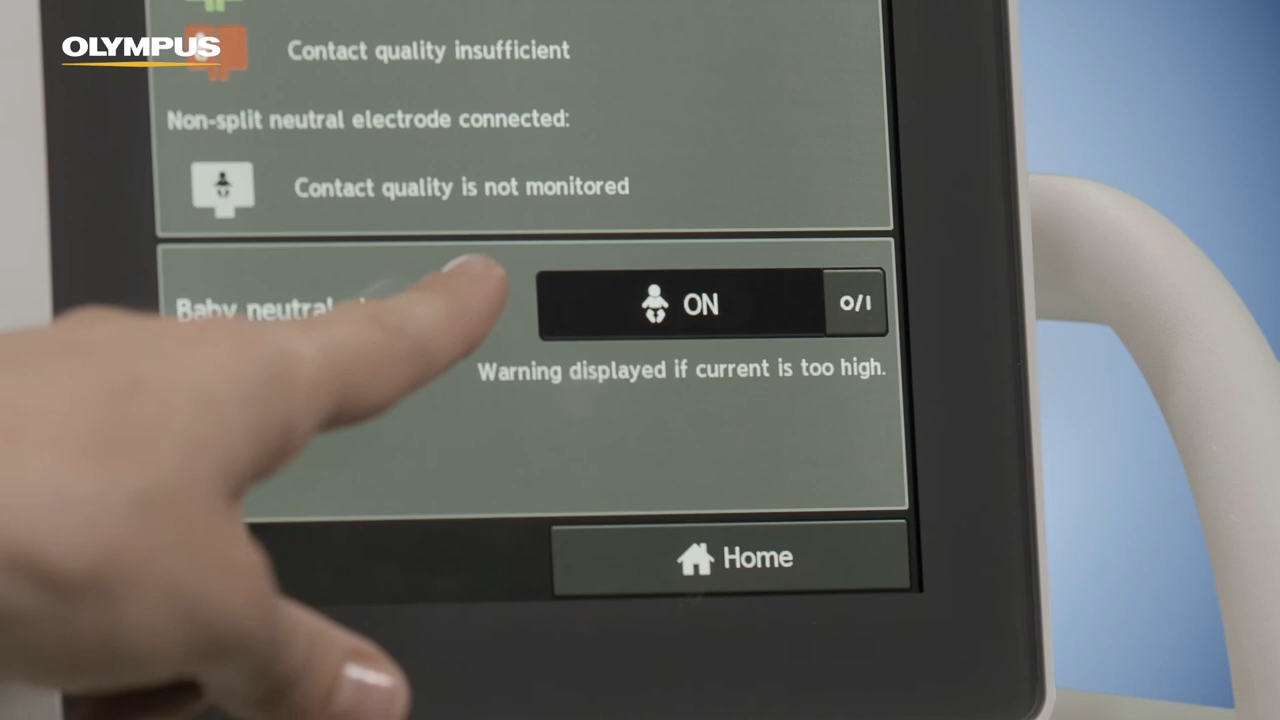 OLYMPUS
Contact quality insufficient
Non-split neutral electrode connected:
Contact quality is not monitored
Baby neutral
ON
O/I
Warning displayed if current is too high.
Home